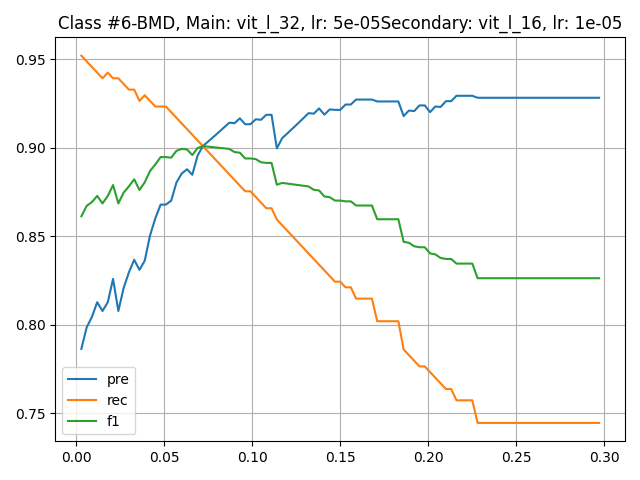 Class #6-BMD, Main: vit_l_32, lr: 5e-05Secondary: vit_l_16, lr: 1e-05
0.95
0.90
0.85
0.80
0.75
pre
rec
f1
0.00 0.05 0.10 0.15 0.20 0.25 0.30